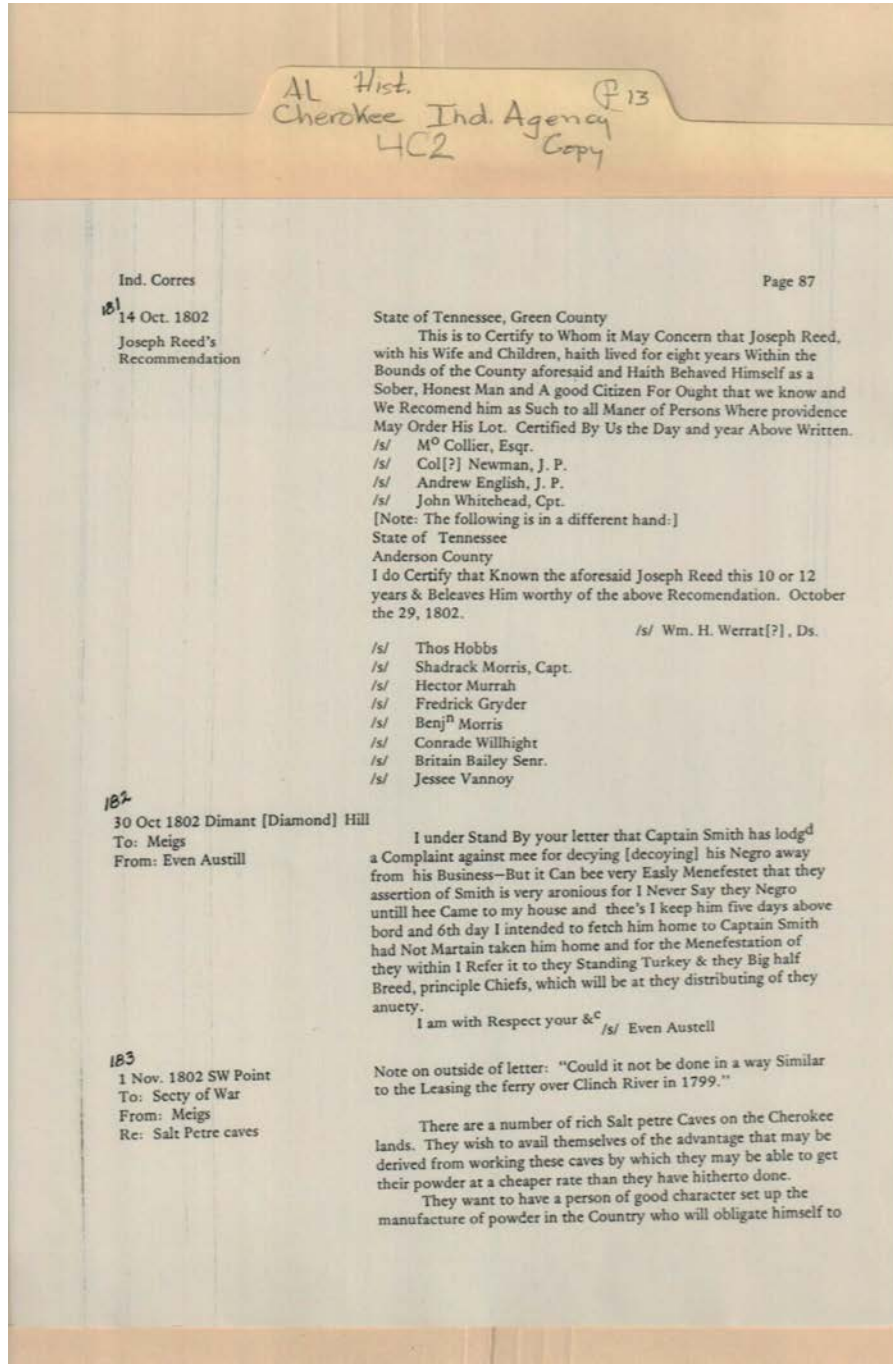 AL Hist. P 13
Cherokee Ind. Agency
4C2 Copy
Ind. Corres
Page 87
181
14 Oct. 1802
Joseph Reed's
Recommendation
State of Tennessee, Green County
This is to Certify to Whom it May Concern that Joseph Reed,
with his Wife and Children, haith lived for eight years Within the
Bounds of the County aforesaid and Haith Behaved Himself as a
Sober, Honest Man and A good Citizen For Ought that we know and
We Recomend him as Such to all Maner of Persons Where providence
May Order His Lot. Certified By Us the Day and year Above Written.
/s/ Mᴼ Collier, Esqr.
/s/ Col[?] Newman, J. P.
/s/ Andrew English, J. P.
/s/ John Whitehead, Cpt.
[Note: The following is in a different hand:]
State of Tennessee
Anderson County
I do Certify that Known the aforesaid Joseph Reed this 10 or 12
years & Beleaves Him worthy of the above Recomendation. October
the 29, 1802.
/s/ Wm. H. Werrat[?], Ds.
/s/ Thos Hobbs
/s/ Shadrack Morris, Capt.
/s/ Hector Murrah
/s/ Fredrick Gryder
/s/ Benjⁿ Morris
/s/ Conrade Willhight
/s/ Britain Bailey Senr.
/s/ Jessee Vannoy
182
30 Oct 1802 Dimant [Diamond] Hill
To: Meigs
From: Even Austill
I under Stand By your letter that Captain Smith has lodgᵈ
a Complaint against mee for decying [decoying] his Negro away
from his Business—But it Can bee very Easly Menefestet that they
assertion of Smith is very aronious for I Never Say they Negro
untill hee Came to my house and thee's I keep him five days above
bord and 6th day I intended to fetch him home to Captain Smith
had Not Martain taken him home and for the Menefestation of
they within I Refer it to they Standing Turkey & they Big half
Breed, principle Chiefs, which will be at they distributing of they
anuety.
I am with Respect your &ᶜ
/s/ Even Austell
183
1 Nov. 1802 SW Point
To: Secty of War
From: Meigs
Re: Salt Petre caves
Note on outside of letter: "Could it not be done in a way Similar
to the Leasing the ferry over Clinch River in 1799."
There are a number of rich Salt petre Caves on the Cherokee
lands. They wish to avail themselves of the advantage that may be
derived from working these caves by which they may be able to get
their powder at a cheaper rate than they have hitherto done.
They want to have a person of good character set up the
manufacture of powder in the Country who will obligate himself to